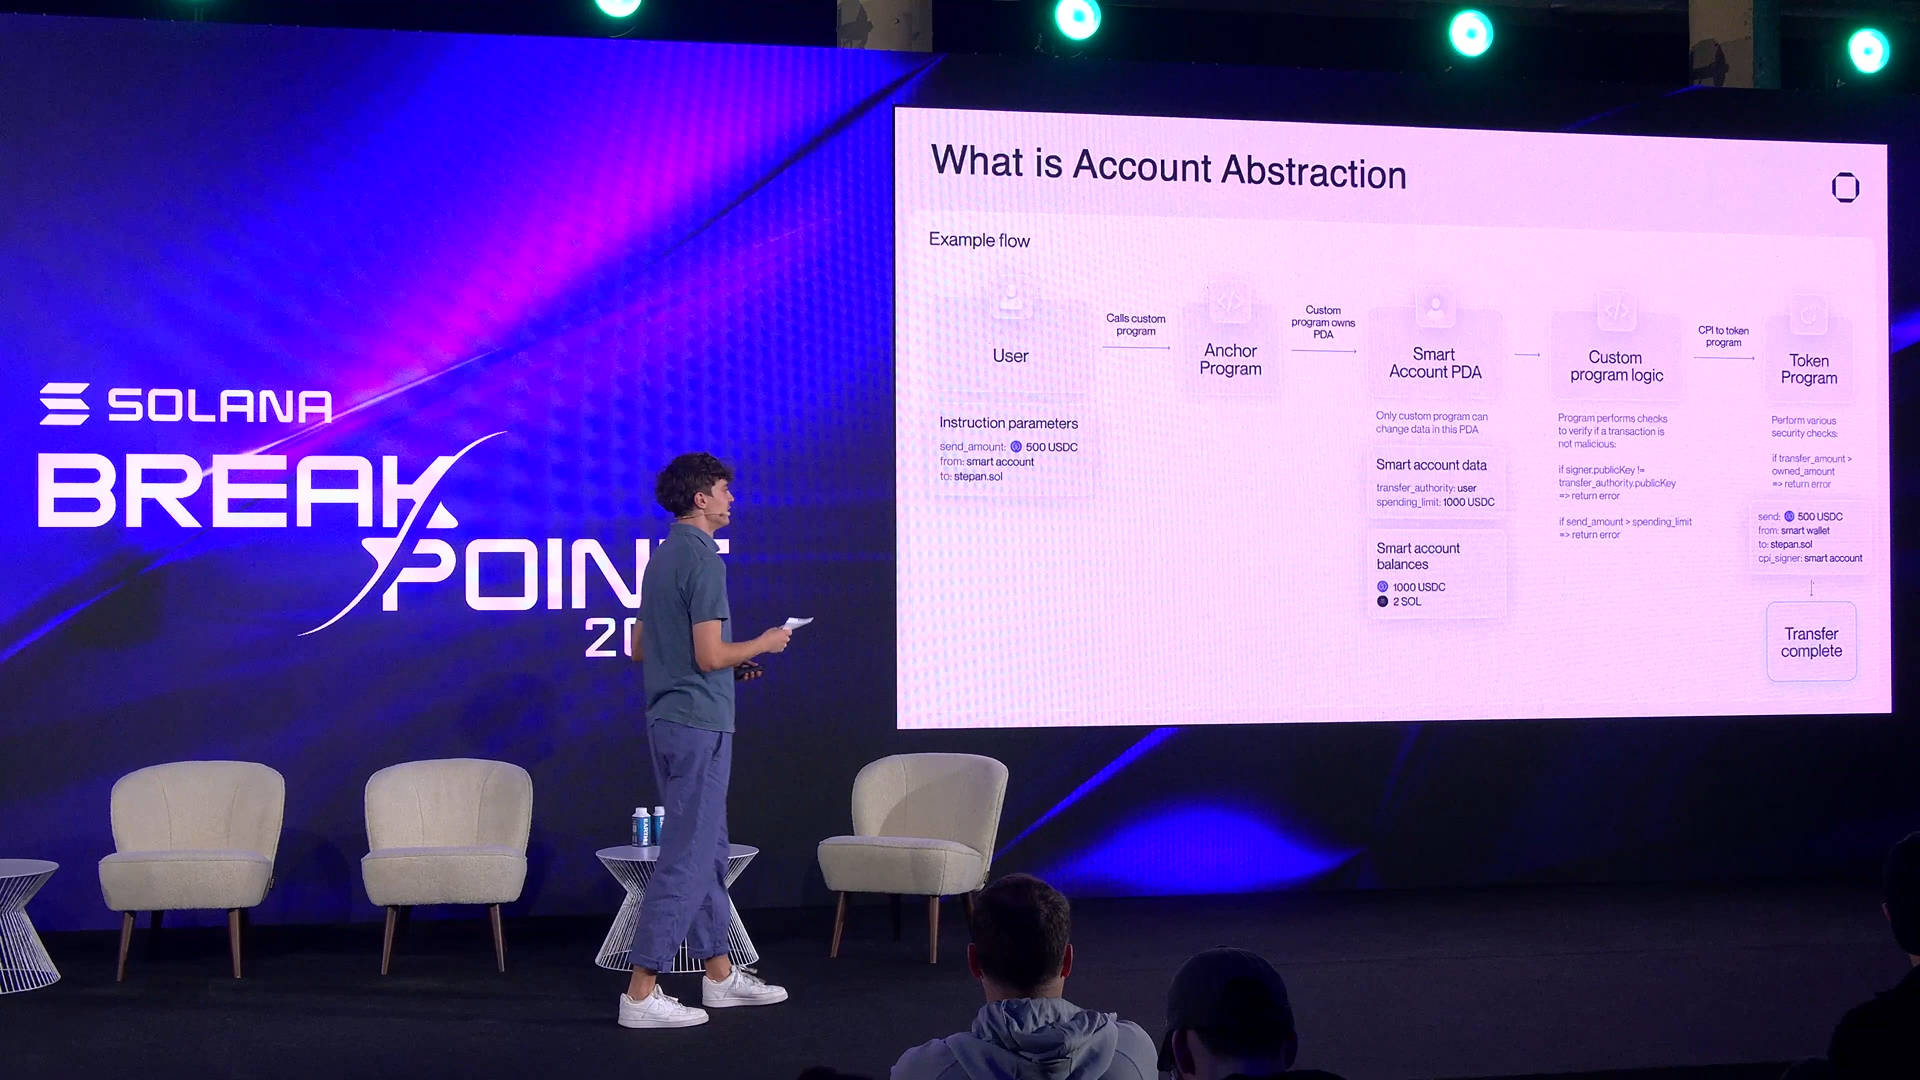 SOLANA
BREAK
POINT
20
EARTH
What is Account Abstraction
Example flow
User
Calls custom
program
Anchor
Program
Custom
program owns
PDA
Smart
Account PDA
Custom
program logic
CPI to token
program
Token
Program
Instruction parameters
send_amount: 500 USDC
from: smart account
to: stepan.sol
Only custom program can
change data in this PDA
Smart account data
transfer_authority: user
spending_limit: 1000 USDC
Smart account
balances
1000 USDC
2 SOL
Program performs checks
to verify if a transaction is
not malicious:
if signer.publicKey !=
transfer_authority.publicKey
=> return error
if send_amount > spending_limit
=> return error
Perform various
security checks:
if transfer_amount >
owned_amount
=> return error
send: 500 USDC
from: smart wallet
to: stepan.sol
cpi_signer: smart account
Transfer
complete